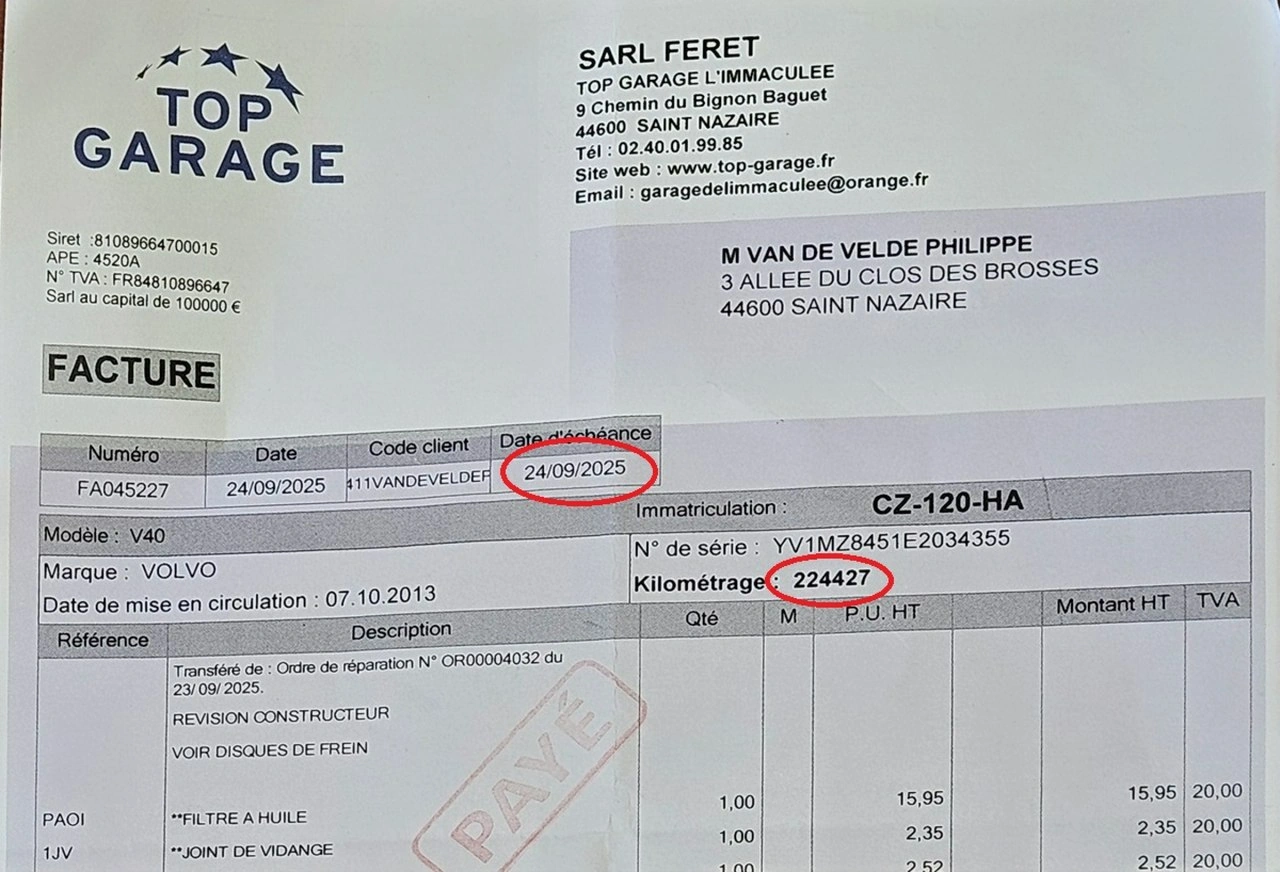 TOP
GARAGE
SARL FERET
TOP GARAGE L'IMMACULEE
9 Chemin du Bignon Baguet
44600 SAINT NAZAIRE
Tél : 02.40.01.99.85
Site web : www.top-garage.fr
Email : garagedelimmaculee@orange.fr
Siret :81089664700015
APE : 4520A
N° TVA : FR84810896647
Sarl au capital de 100000 €
M VAN DE VELDE PHILIPPE
3 ALLEE DU CLOS DES BROSSES
44600 SAINT NAZAIRE
FACTURE
Numéro Date Code client Date d'échéance
FA045227 24/09/2025 411VANDEVELDEP 24/09/2025
Modèle : V40
Marque : VOLVO
Date de mise en circulation : 07.10.2013
Immatriculation : CZ-120-HA
N° de série : YV1MZ8451E2034355
Kilométrage : 224427
Référence Description Qté M P.U. HT Montant HT TVA
Transféré de : Ordre de réparation N° OR00004032 du
23/09/2025.
REVISION CONSTRUCTEUR
VOIR DISQUES DE FREIN
PAYÉ
PAOI **FILTRE A HUILE 1,00 15,95 15,95 20,00
1JV **JOINT DE VIDANGE 1,00 2,35 2,35 20,00
1,00 2,52 2,52 20,00